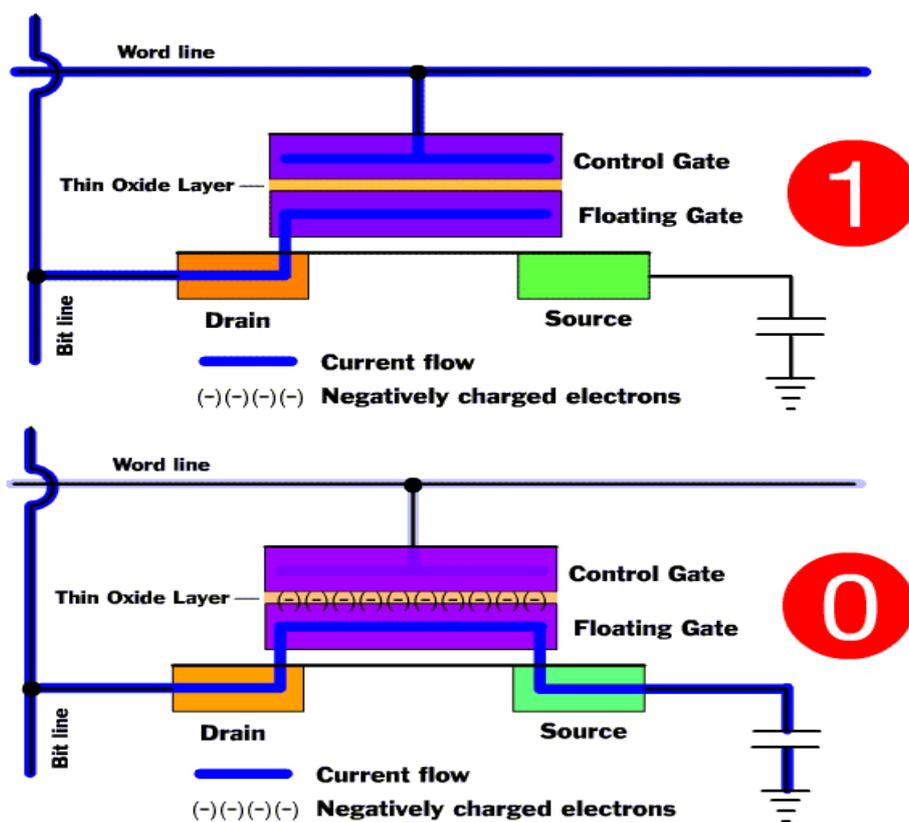 Word line
Control Gate
Thin Oxide Layer
Floating Gate
1
Drain
Source
Bit line
Current flow
(-)(-)(-)(-) Negatively charged electrons
Word line
Control Gate
Thin Oxide Layer
(-)(-)(-)(-)(-)(-)(-)(-)(-)(-)
Floating Gate
0
Drain
Source
Bit line
Current flow
(-)(-)(-)(-) Negatively charged electrons